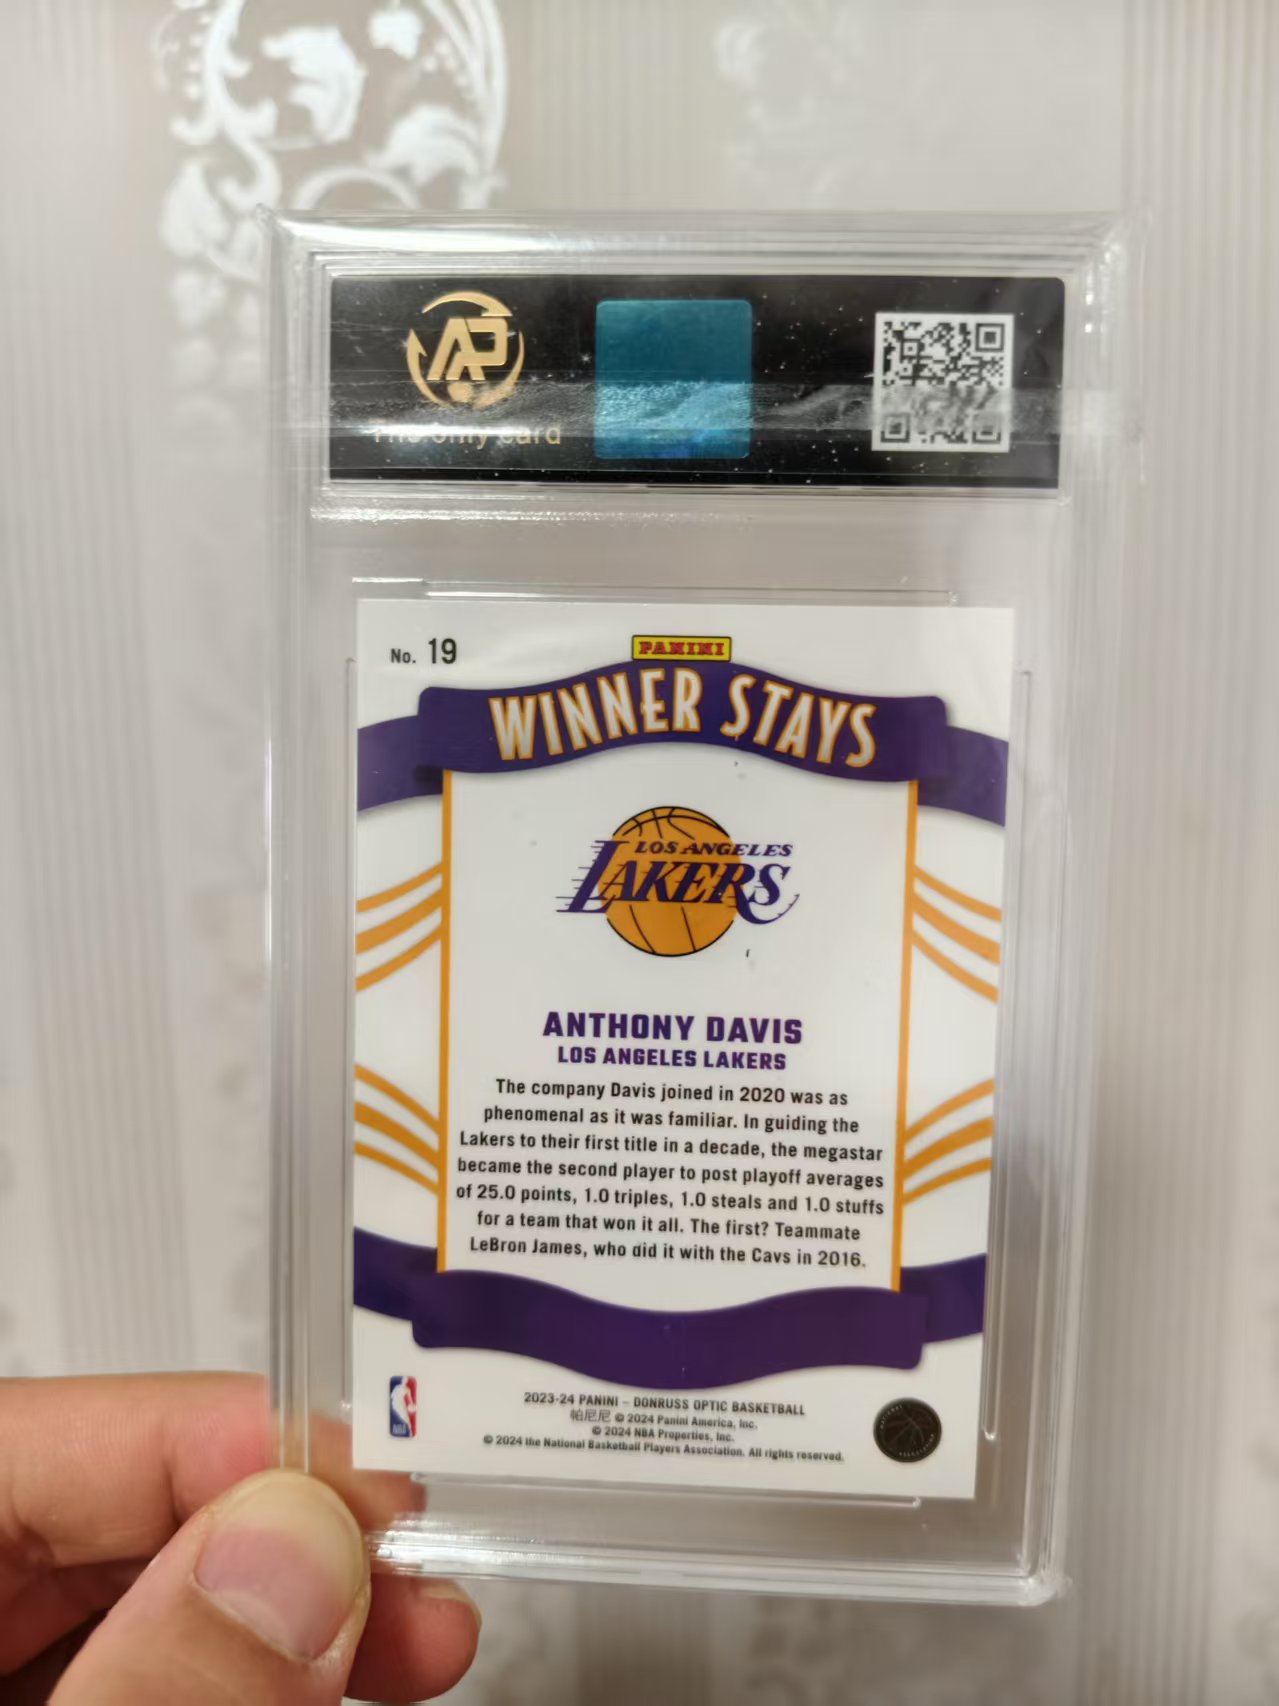 AP
The only card
No. 19
PANINI
WINNER STAYS
LOS ANGELES
LAKERS
ANTHONY DAVIS
LOS ANGELES LAKERS
The company Davis joined in 2020 was as
phenomenal as it was familiar. In guiding the
Lakers to their first title in a decade, the megastar
became the second player to post playoff averages
of 25.0 points, 1.0 triples, 1.0 steals and 1.0 stuffs
for a team that won it all. The first? Teammate
LeBron James, who did it with the Cavs in 2016.
2023-24 PANINI – DONRUSS OPTIC BASKETBALL
帕尼尼 © 2024 Panini America, Inc.
© 2024 NBA Properties, Inc.
© 2024 the National Basketball Players Association. All rights reserved.
NBA